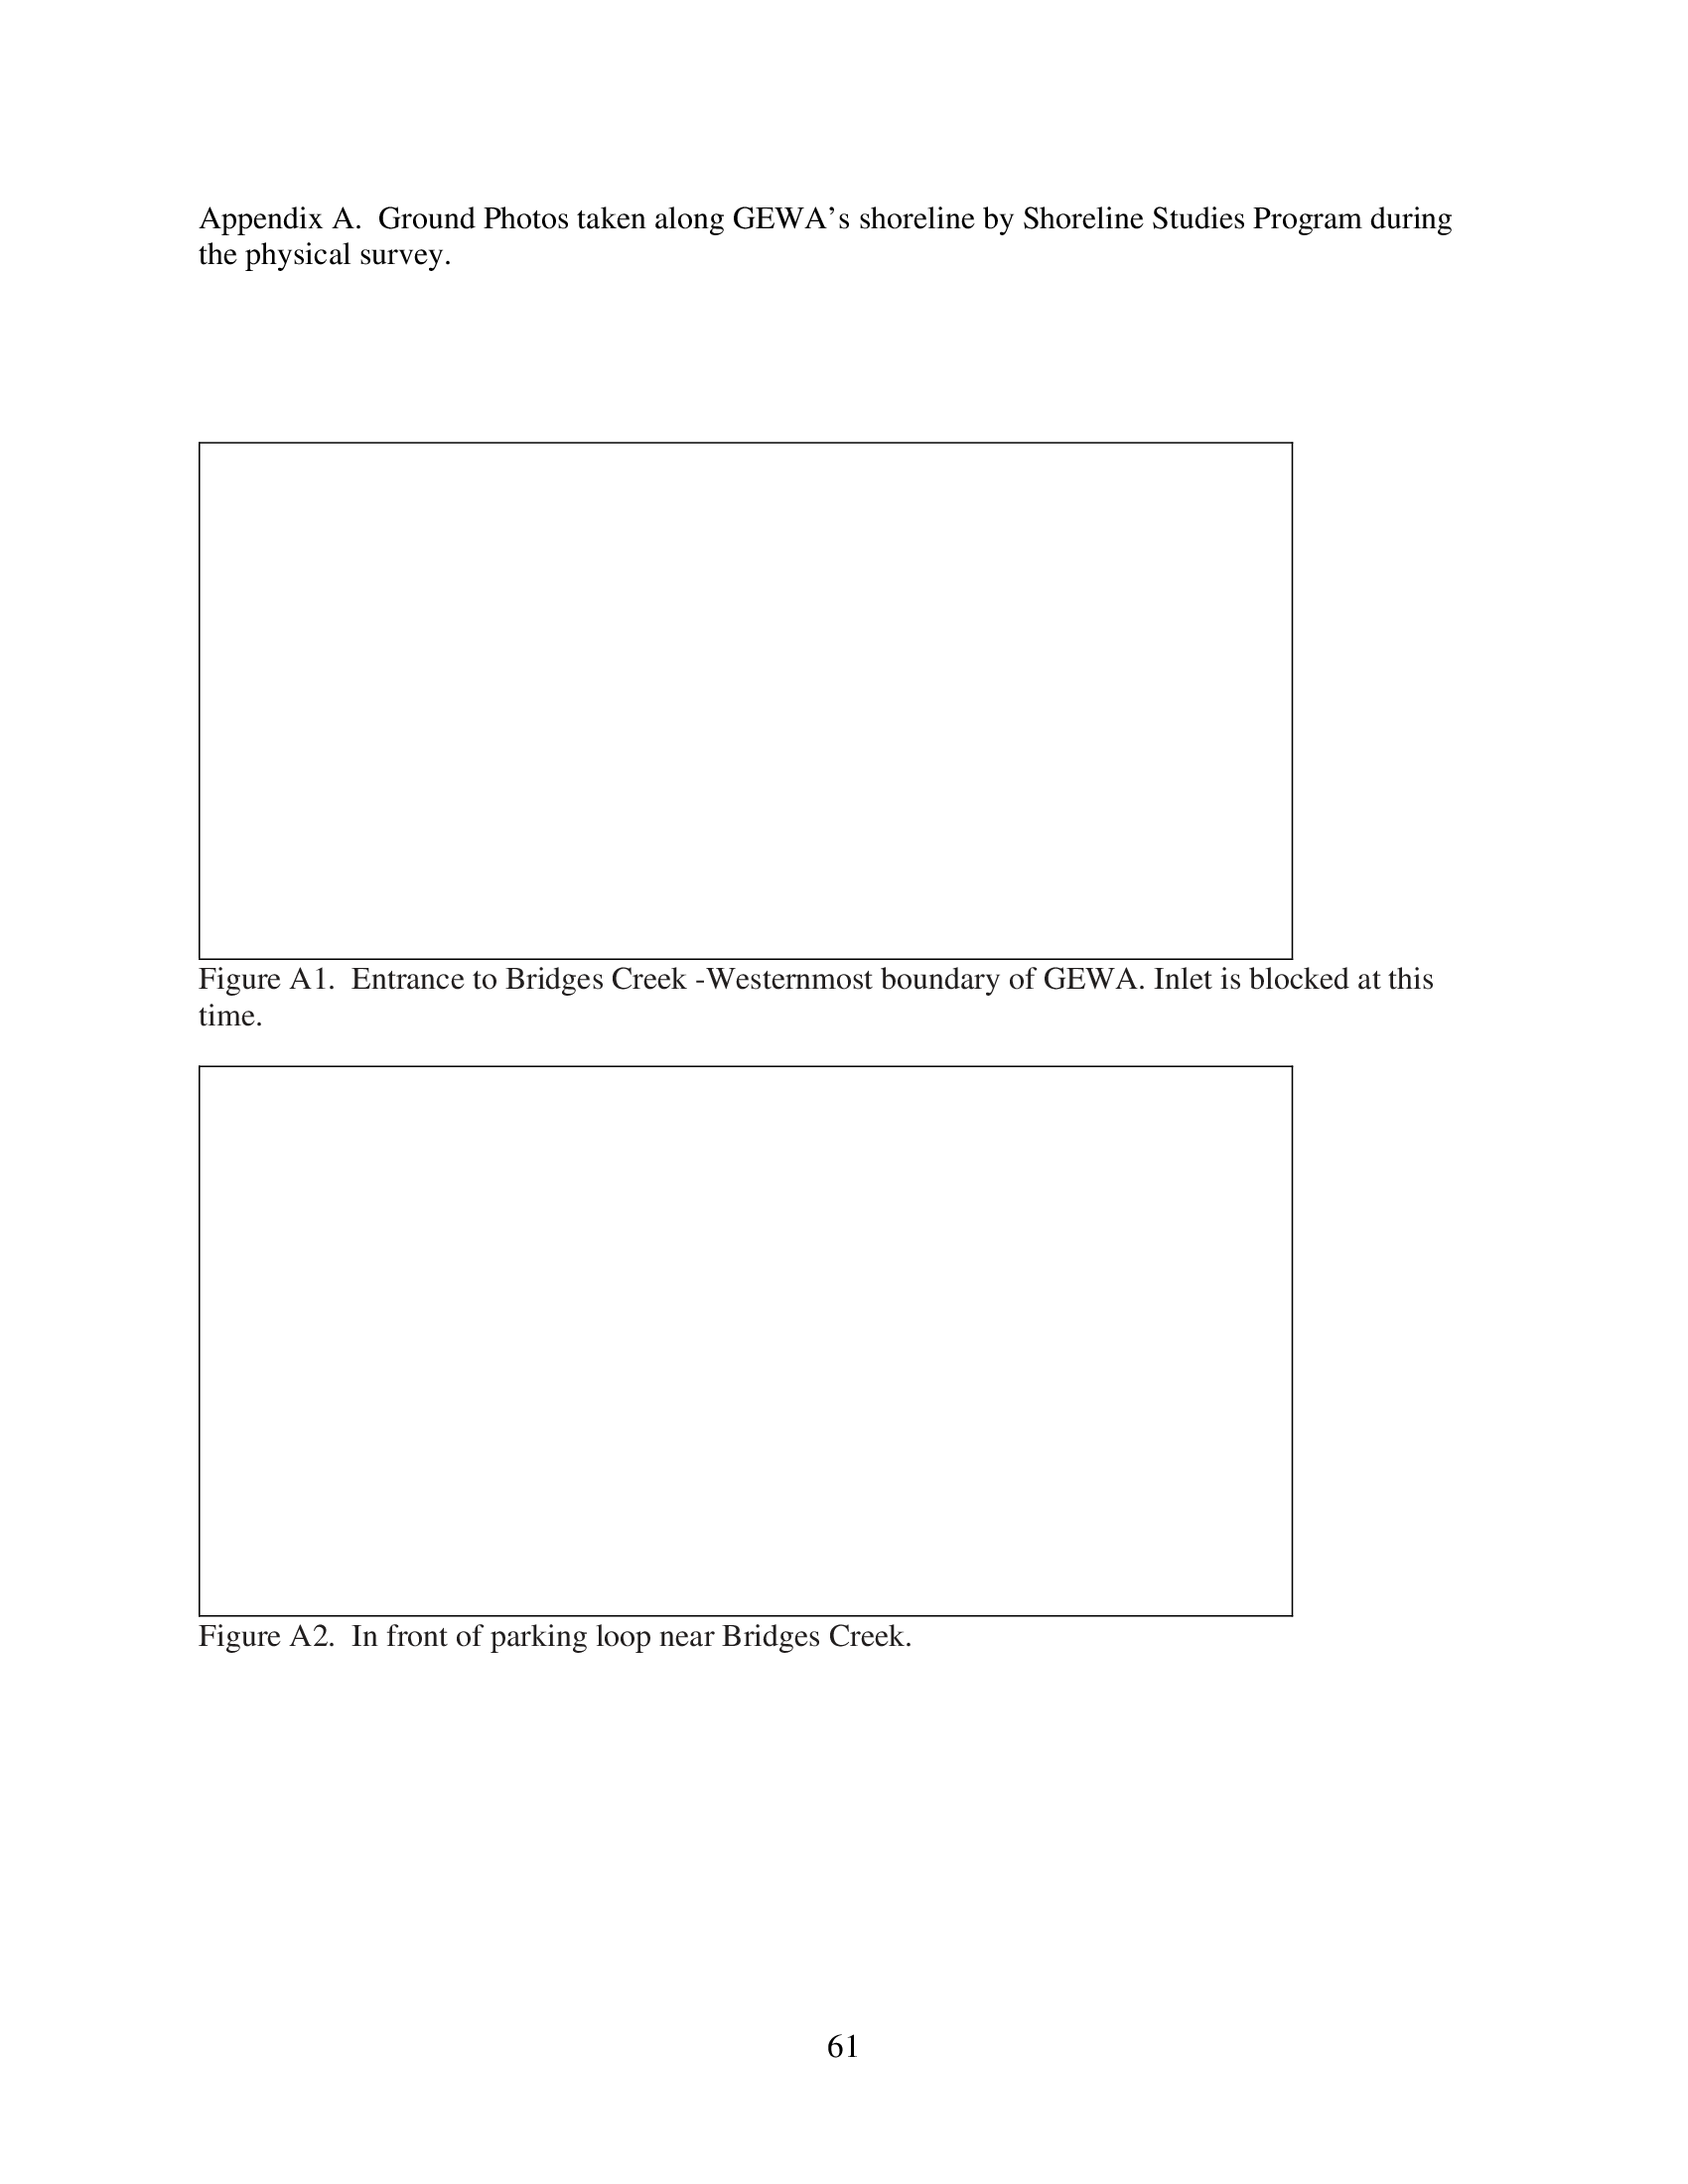 Appendix A.  Ground Photos taken along GEWA’s shoreline by Shoreline Studies Program during
the physical survey.
Figure A1.  Entrance to Bridges Creek -Westernmost boundary of GEWA. Inlet is blocked at this
time.
Figure A2.  In front of parking loop near Bridges Creek.
61